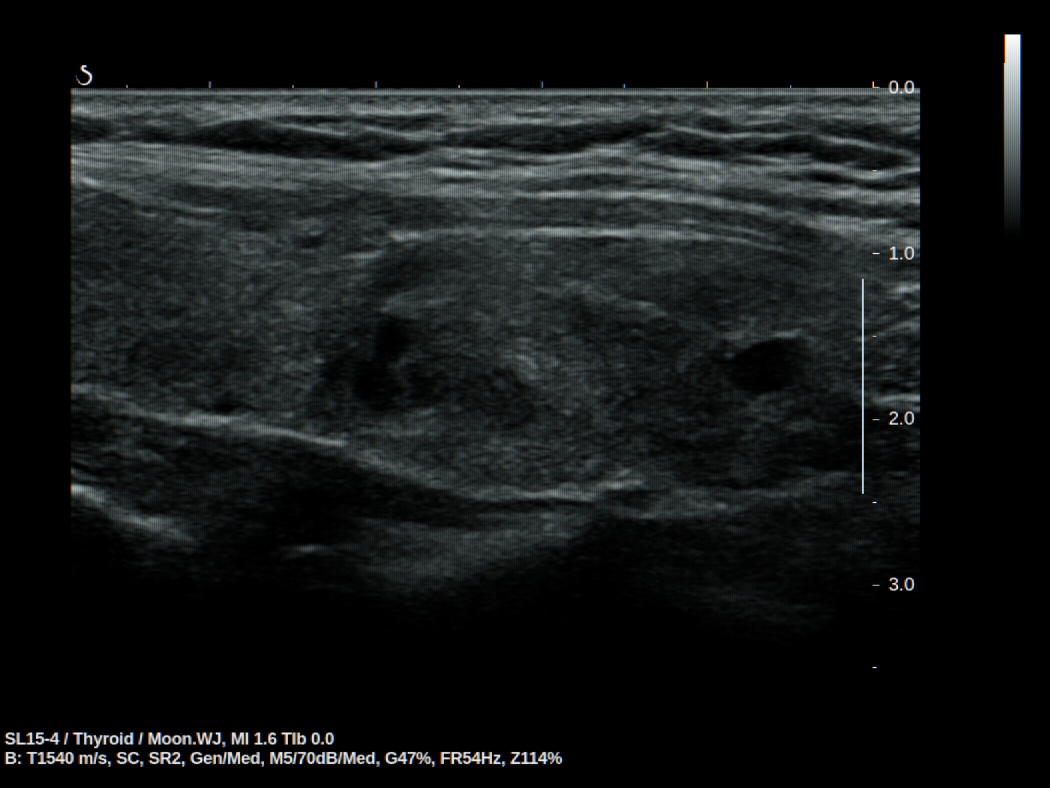 0.0
1.0
2.0
3.0
SL15-4 / Thyroid / Moon.WJ, MI 1.6 TIb 0.0
B: T1540 m/s, SC, SR2, Gen/Med, M5/70dB/Med, G47%, FR54Hz, Z114%